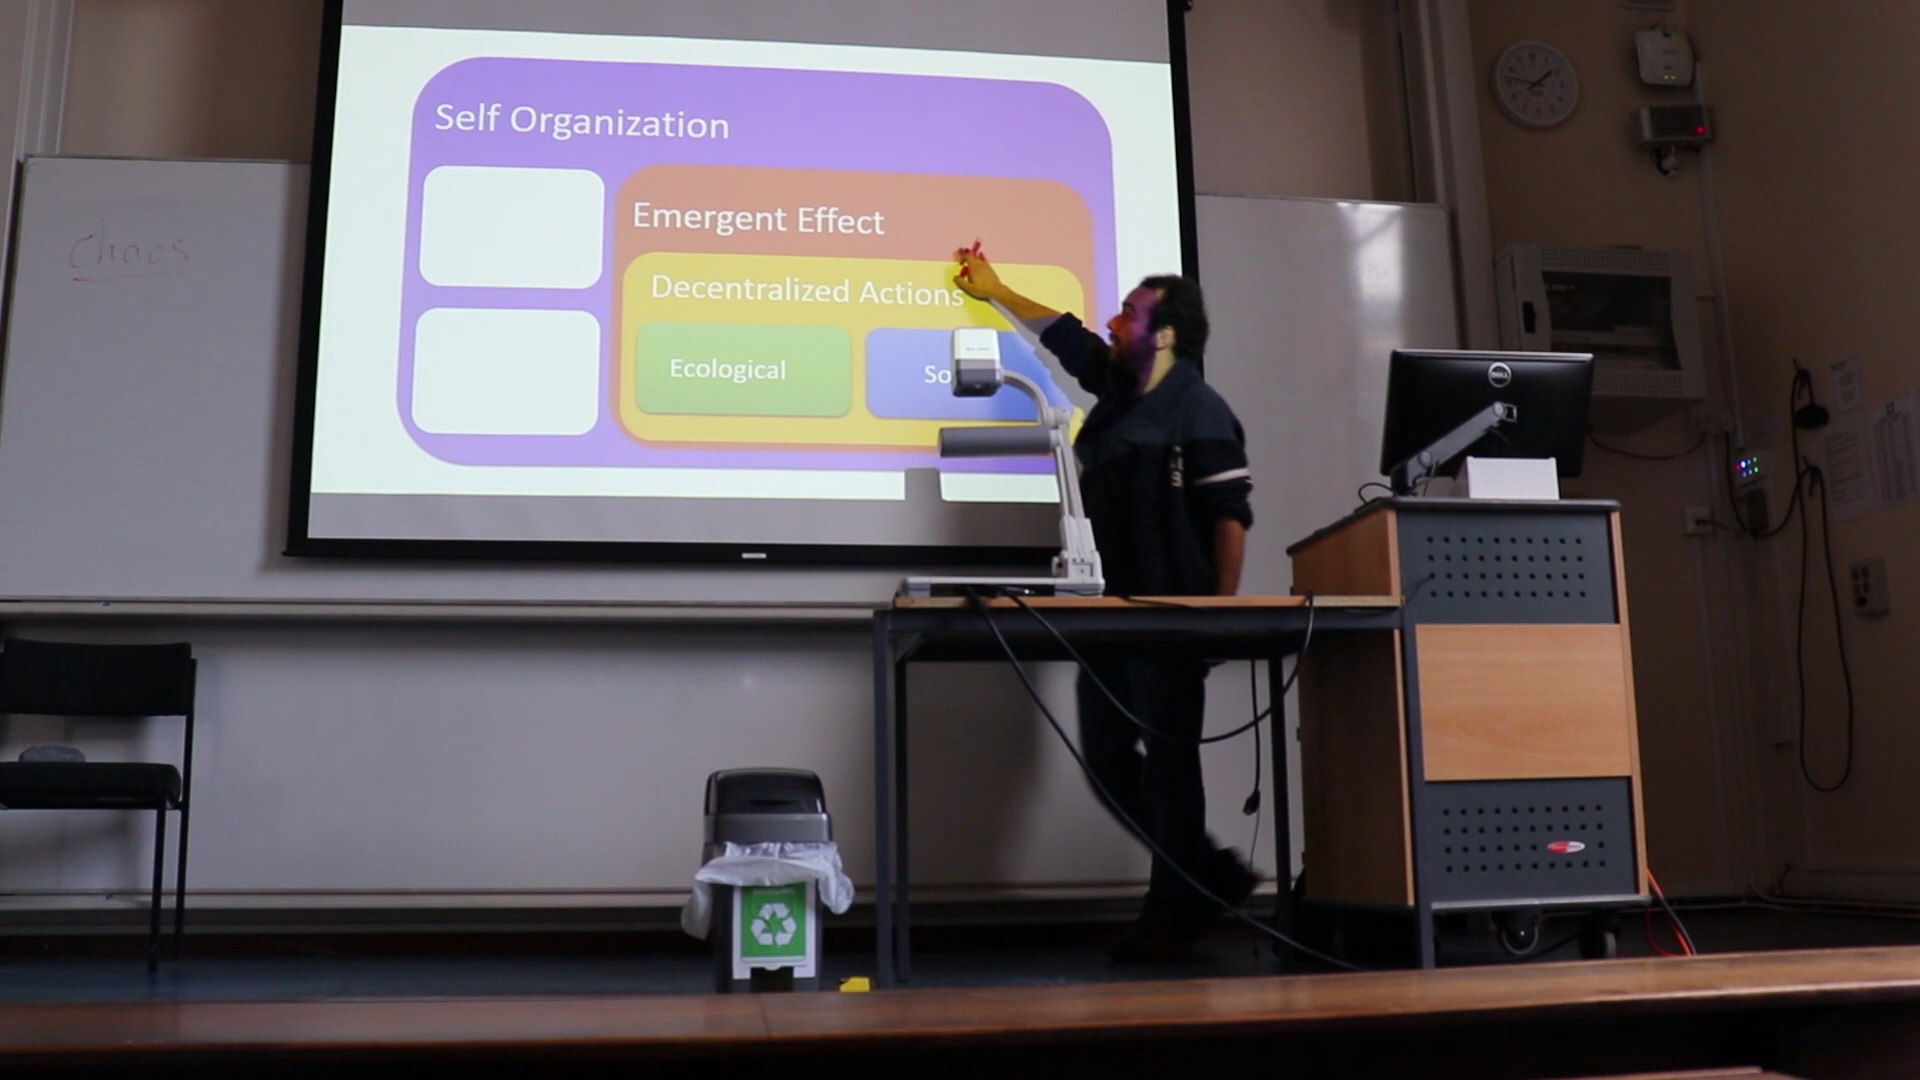 Self Organization
Emergent Effect
Decentralized Actions
Ecological
So
chaos
DELL